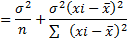 = σ²/n + σ²(xi − x̄)²/∑ (xi − x̄)²